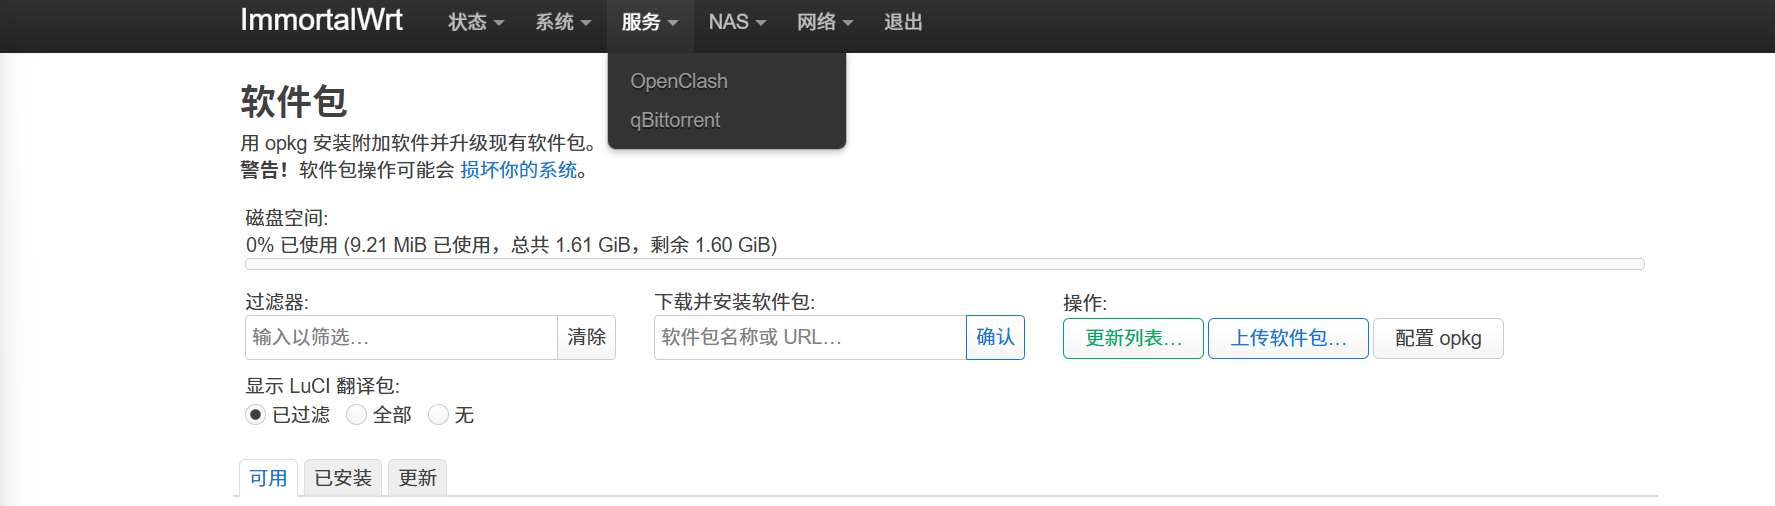 ImmortalWrt 状态 系统 服务 NAS 网络 退出
OpenClash
qBittorrent
软件包
用 opkg 安装附加软件并升级现有软件包。
警告！软件包操作可能会 损坏你的系统。
磁盘空间:
0% 已使用 (9.21 MiB 已使用，总共 1.61 GiB，剩余 1.60 GiB)
过滤器: 下载并安装软件包: 操作:
输入以筛选… 清除 软件包名称或 URL… 确认 更新列表… 上传软件包… 配置 opkg
显示 LuCI 翻译包:
已过滤 全部 无
可用 已安装 更新